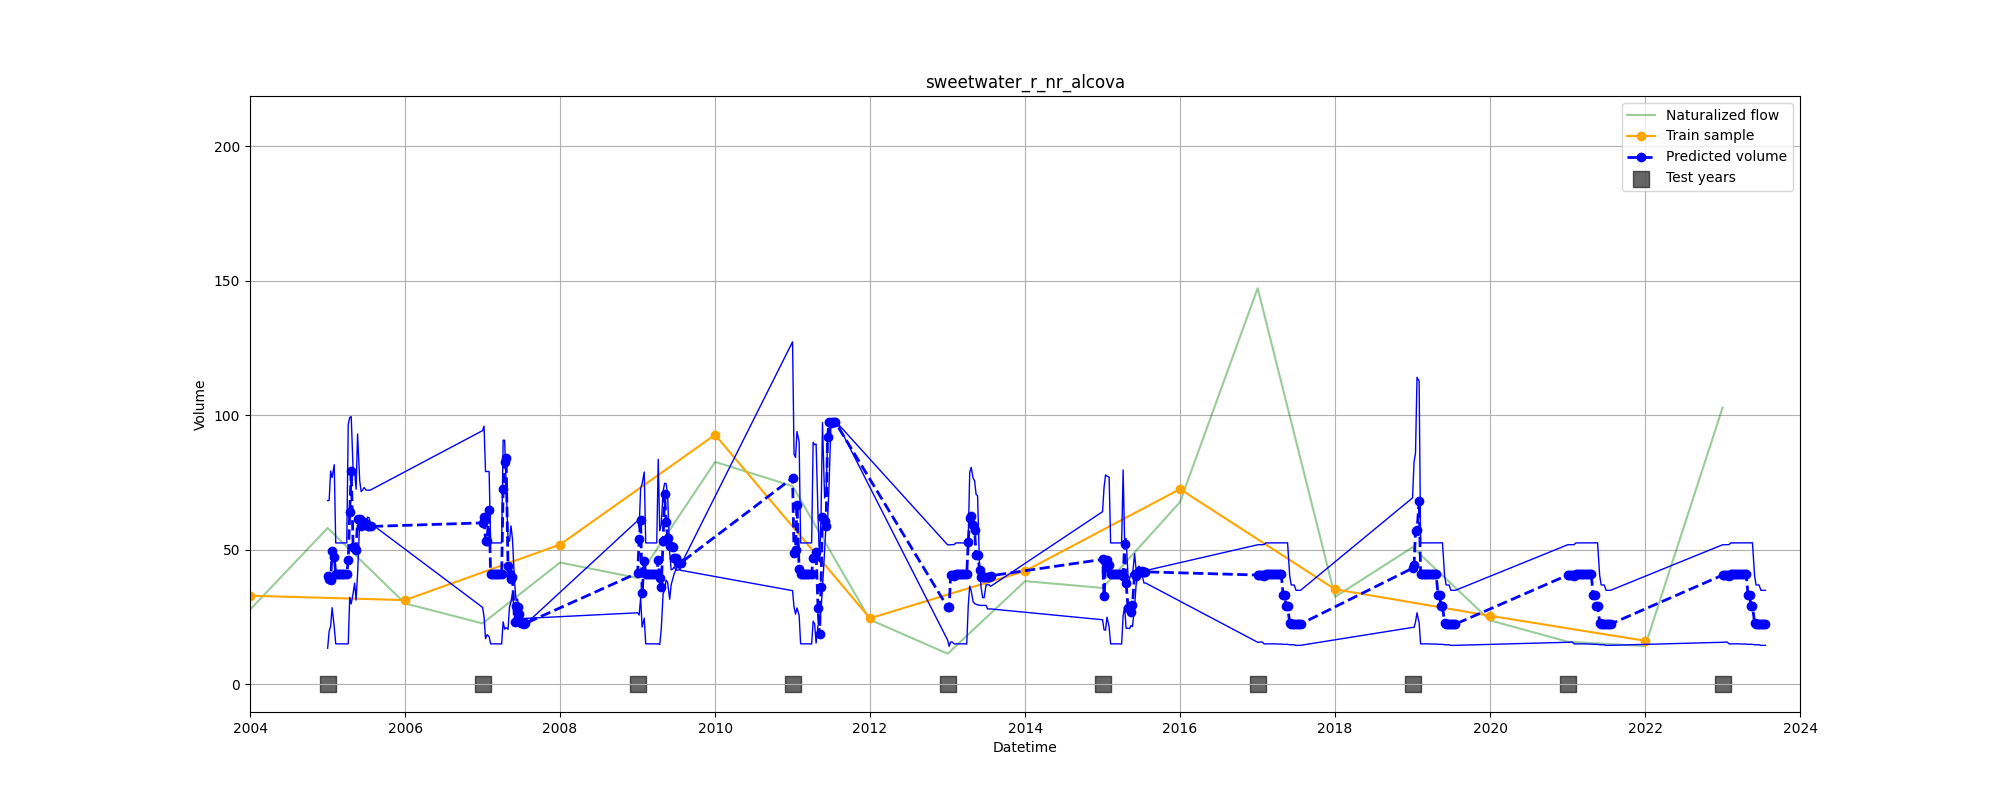 sweetwater_r_nr_alcova
Naturalized flow
Train sample
Predicted volume
Test years
Volume
200
150
100
50
0
2004 2006 2008 2010 2012 2014 2016 2018 2020 2022 2024
Datetime